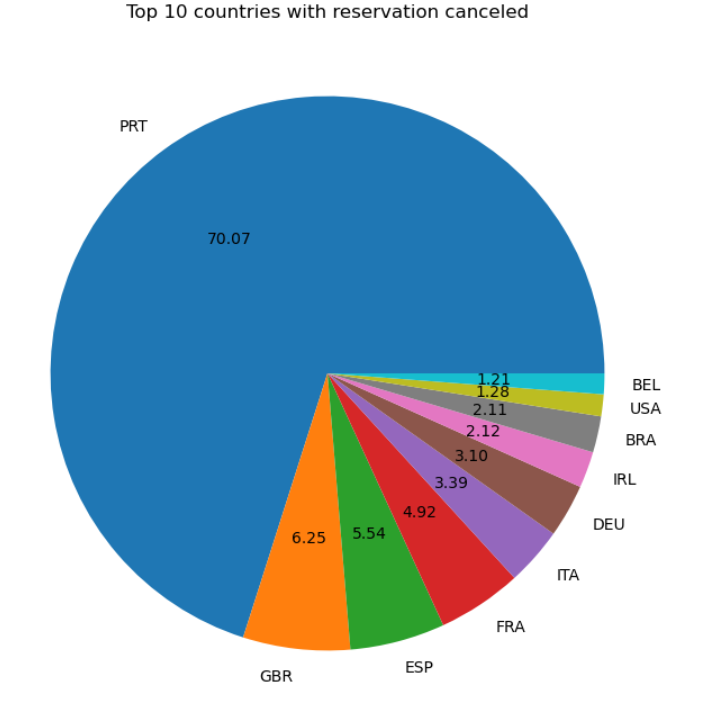 Top 10 countries with reservation canceled
PRT
70.07
1.21
BEL
1.28
USA
2.11
BRA
2.12
IRL
3.10
DEU
3.39
ITA
4.92
FRA
5.54
ESP
6.25
GBR